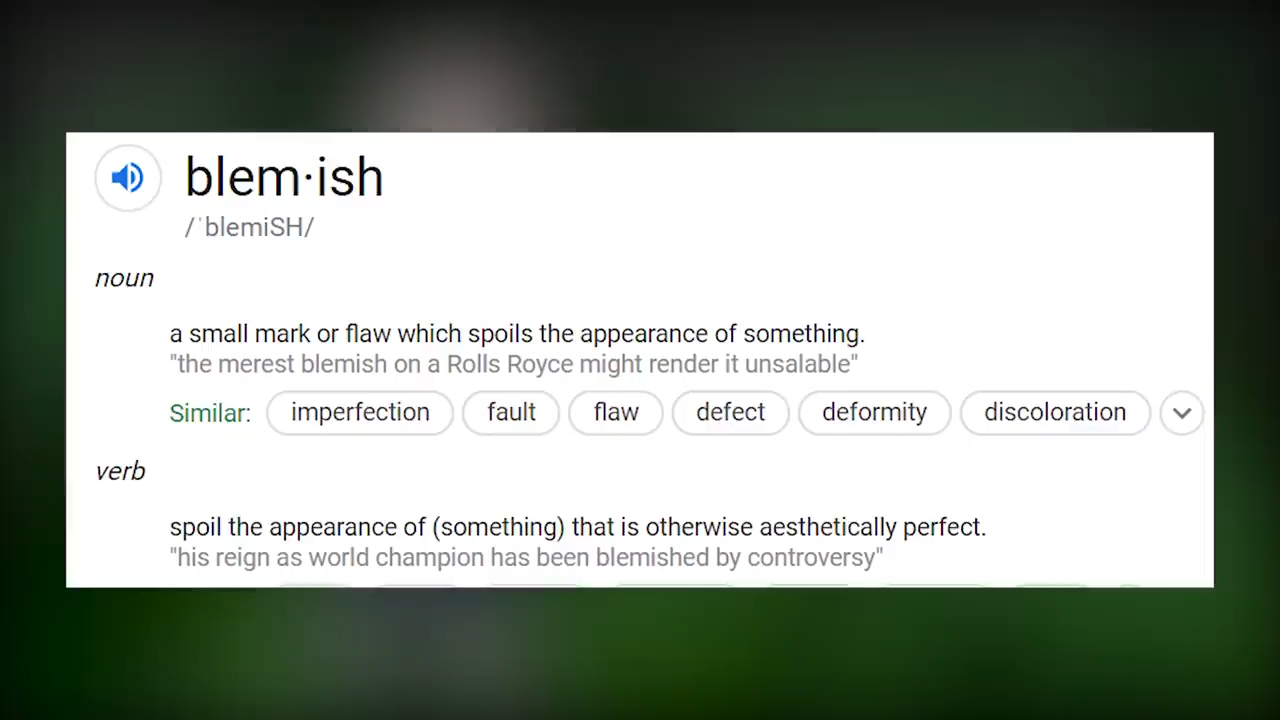 blem·ish
/ˈblemiSH/
noun
a small mark or flaw which spoils the appearance of something.
"the merest blemish on a Rolls Royce might render it unsalable"
Similar: imperfection fault flaw defect deformity discoloration
verb
spoil the appearance of (something) that is otherwise aesthetically perfect.
"his reign as world champion has been blemished by controversy"